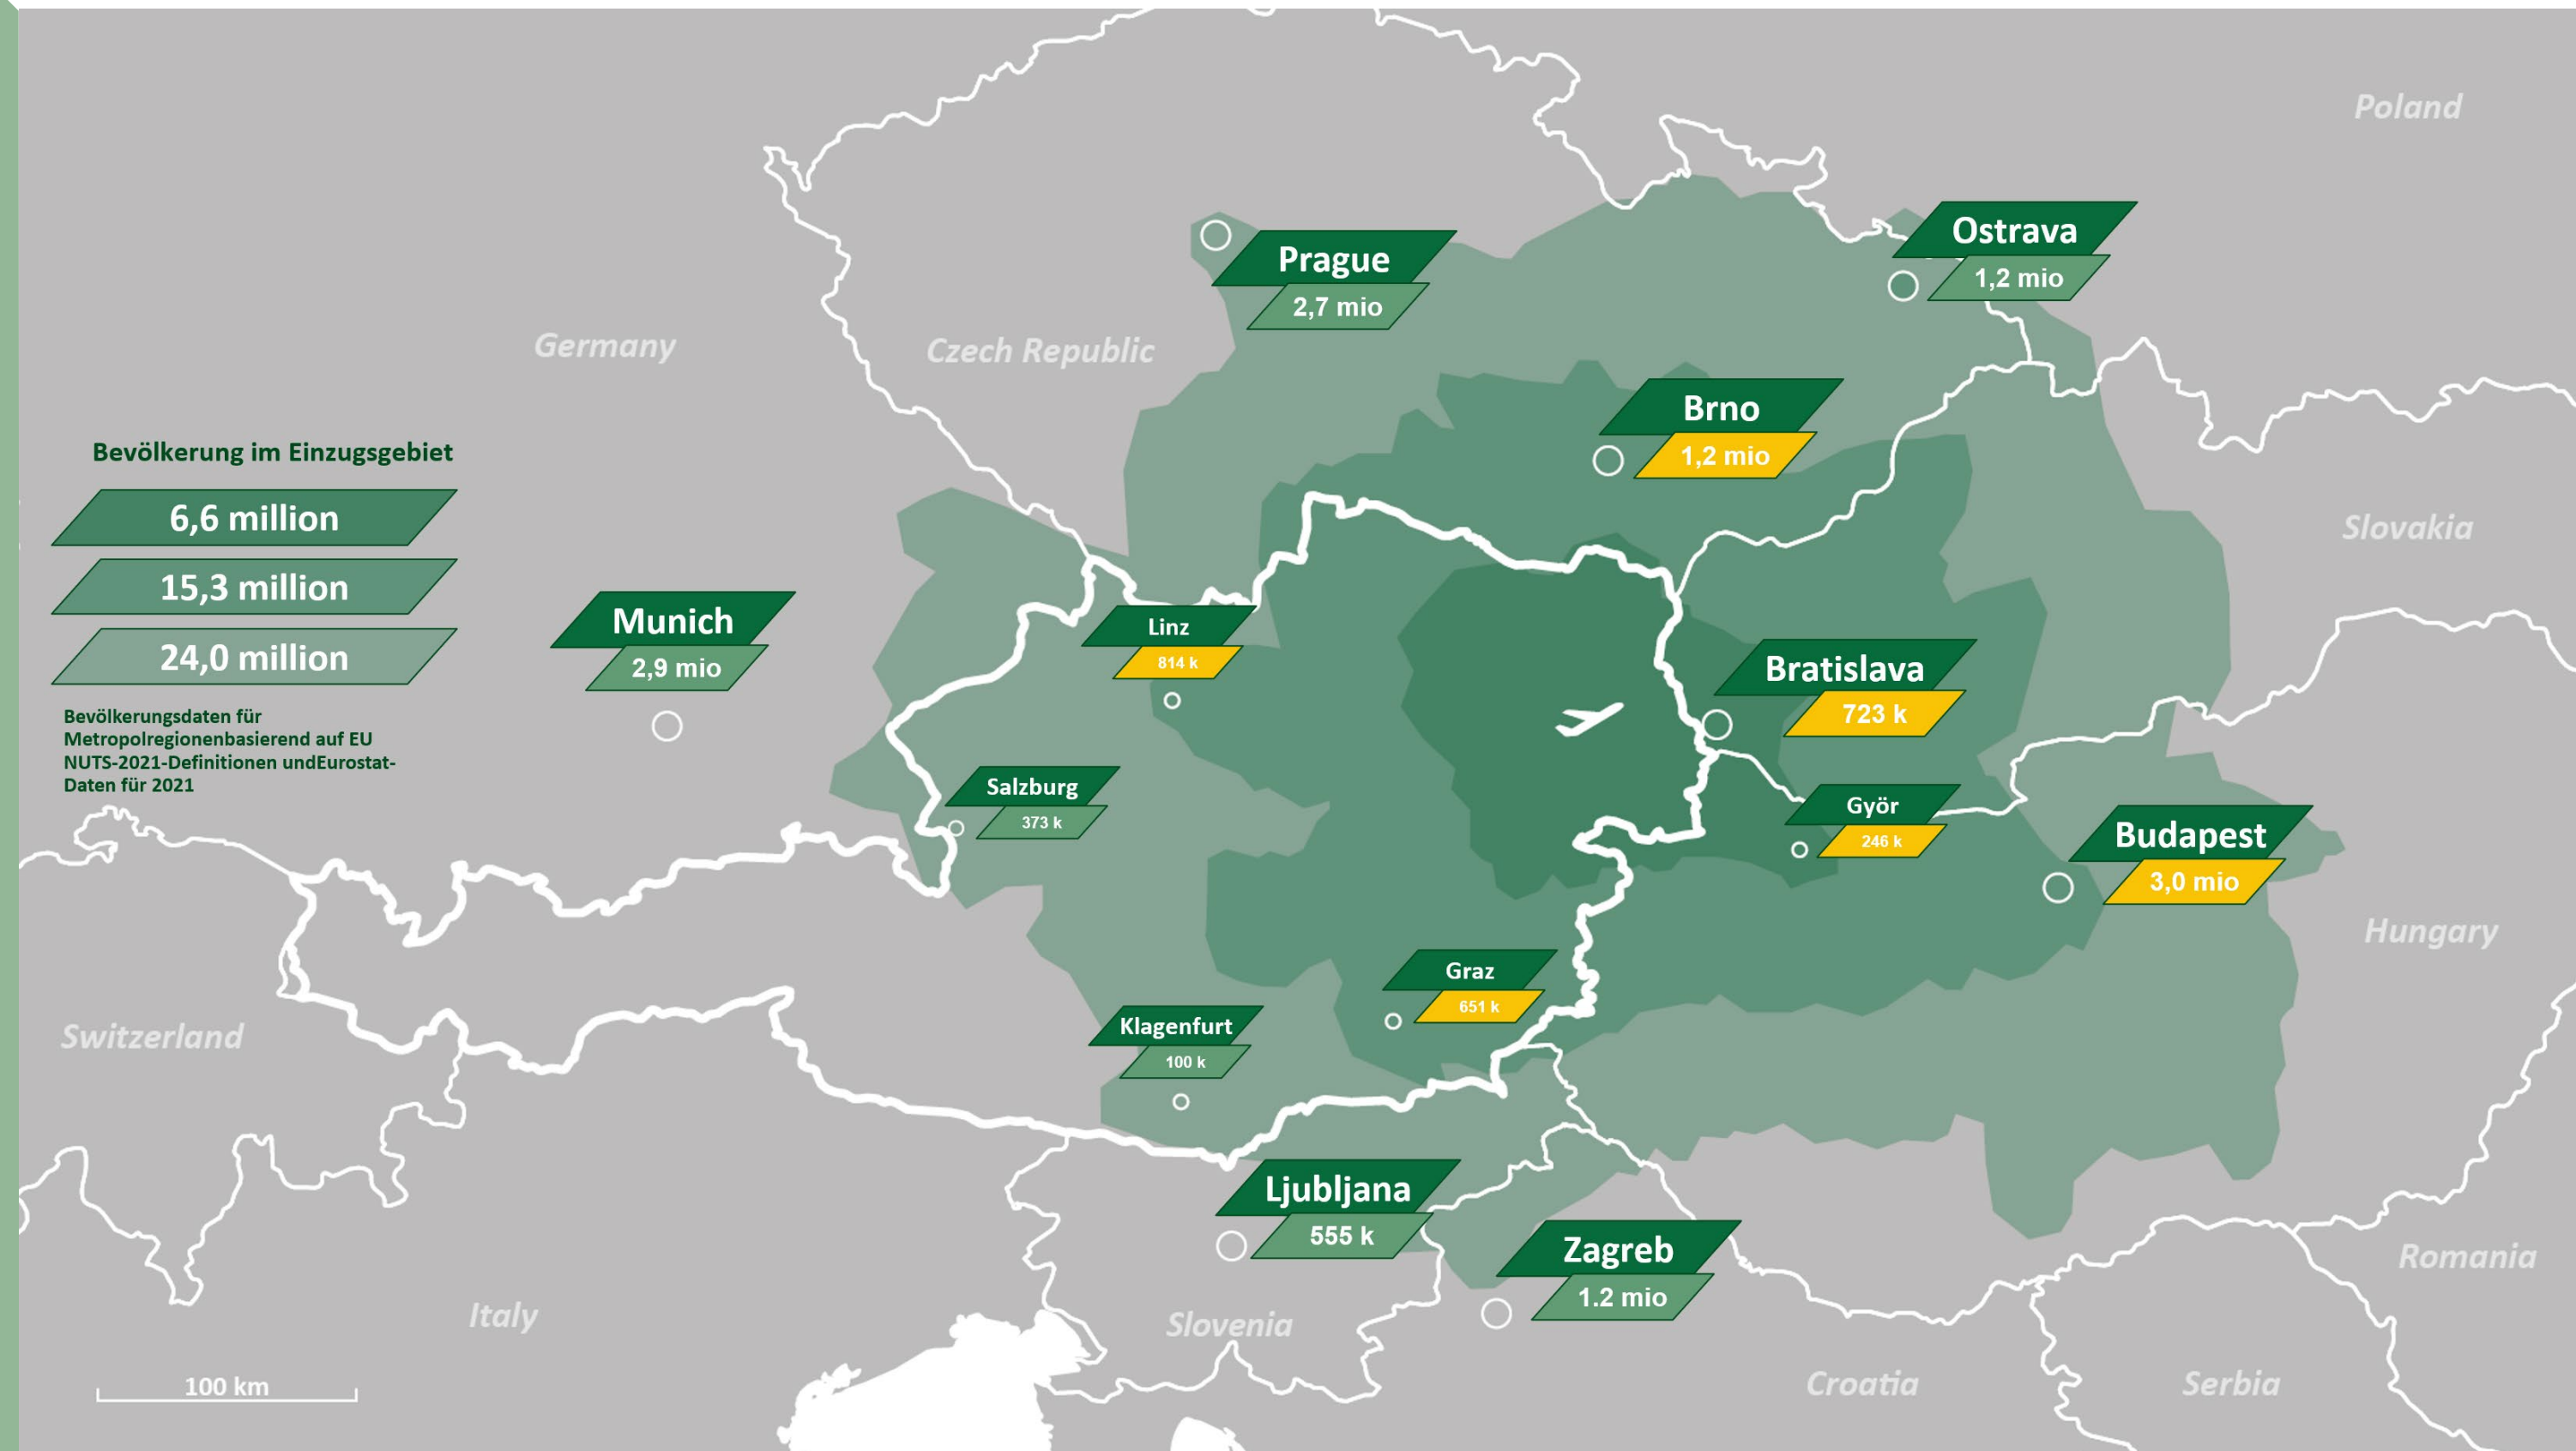 Poland
Ostrava
1,2 mio
Prague
2,7 mio
Germany
Czech Republic
Brno
1,2 mio
Bevölkerung im Einzugsgebiet
6,6 million
15,3 million
24,0 million
Bevölkerungsdaten für
Metropolregionenbasierend auf EU
NUTS-2021-Definitionen undEurostat-
Daten für 2021
Slovakia
Munich
2,9 mio
Linz
814 k
Bratislava
723 k
Salzburg
373 k
Györ
246 k
Budapest
3,0 mio
Hungary
Graz
651 k
Klagenfurt
100 k
Switzerland
Ljubljana
555 k
Zagreb
1.2 mio
Romania
Italy
Slovenia
Croatia
Serbia
100 km